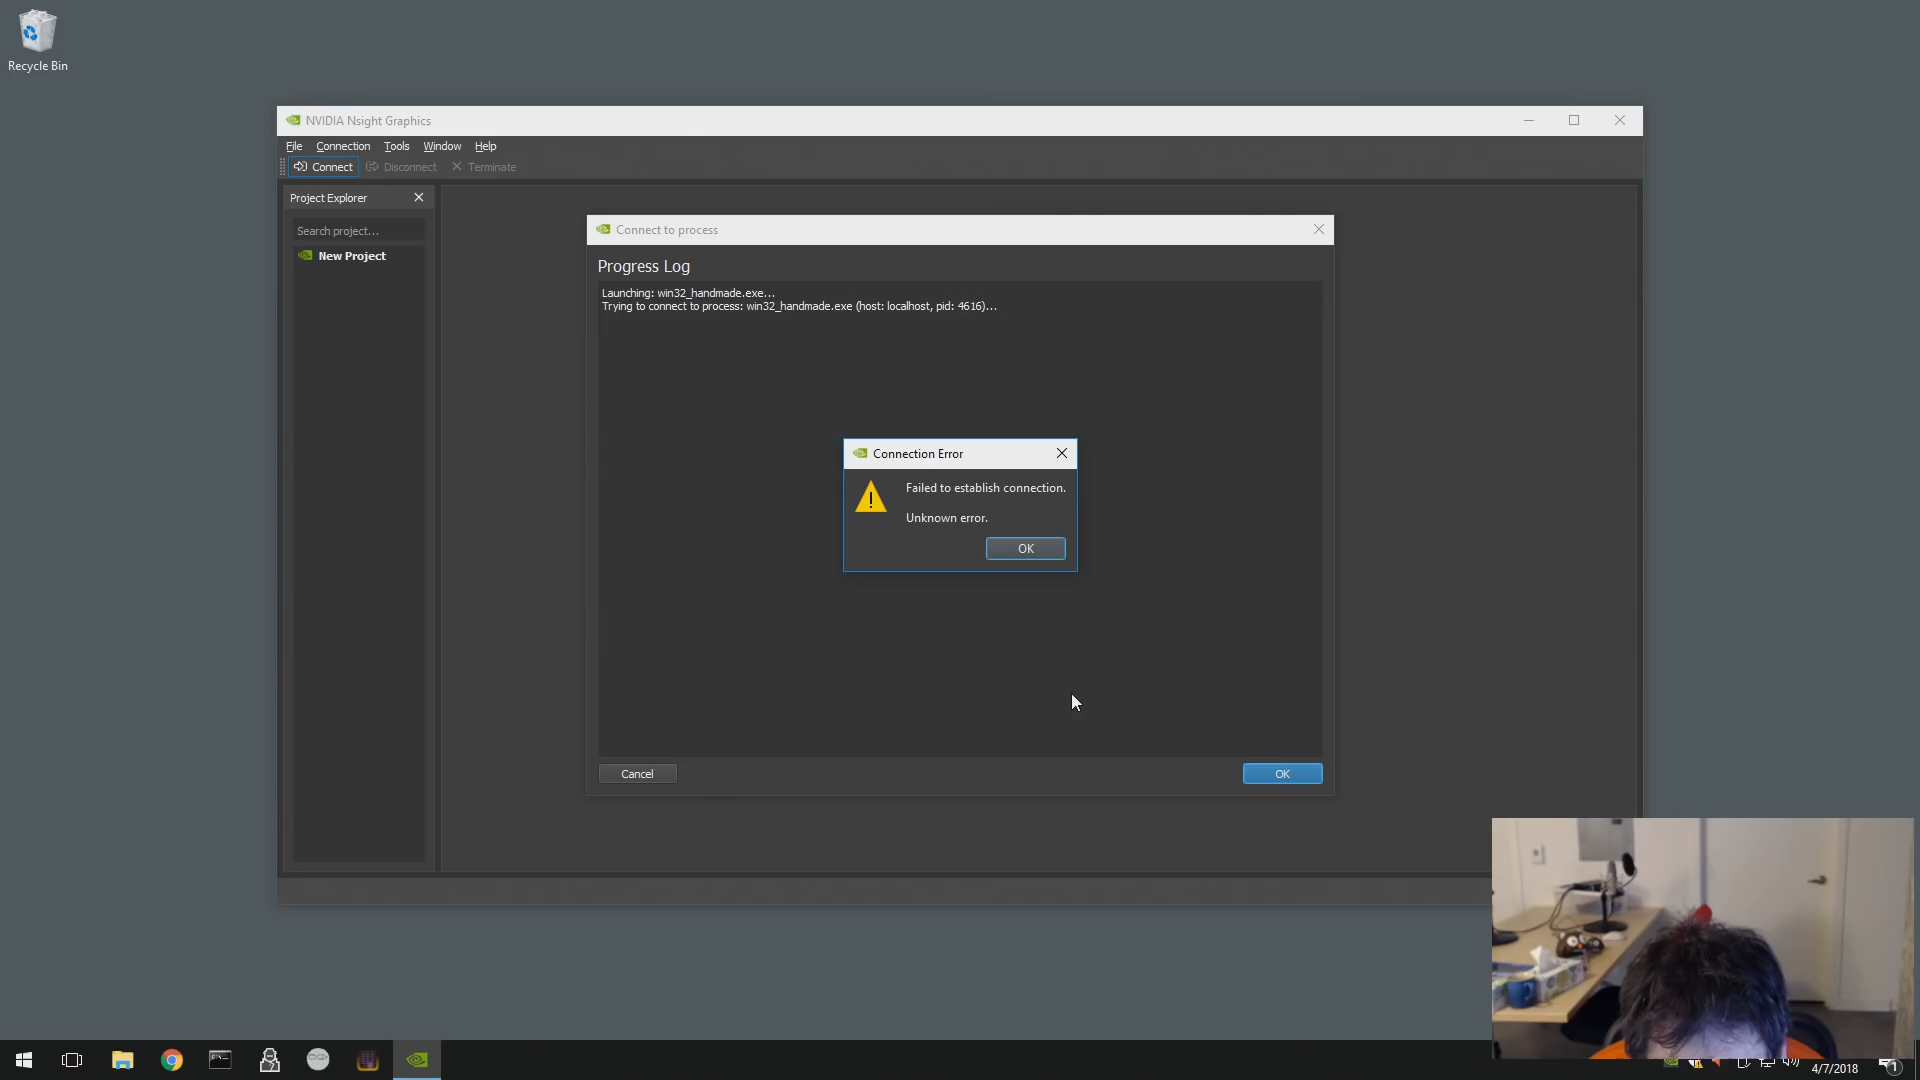 Recycle Bin
NVIDIA Nsight Graphics
File Connection Tools Window Help
Connect Disconnect Terminate
Project Explorer
Search project...
New Project
Connect to process
Progress Log
Launching: win32_handmade.exe...
Trying to connect to process: win32_handmade.exe (host: localhost, pid: 4616)...
Connection Error
Failed to establish connection.
Unknown error.
OK
Cancel
OK
4/7/2018
1